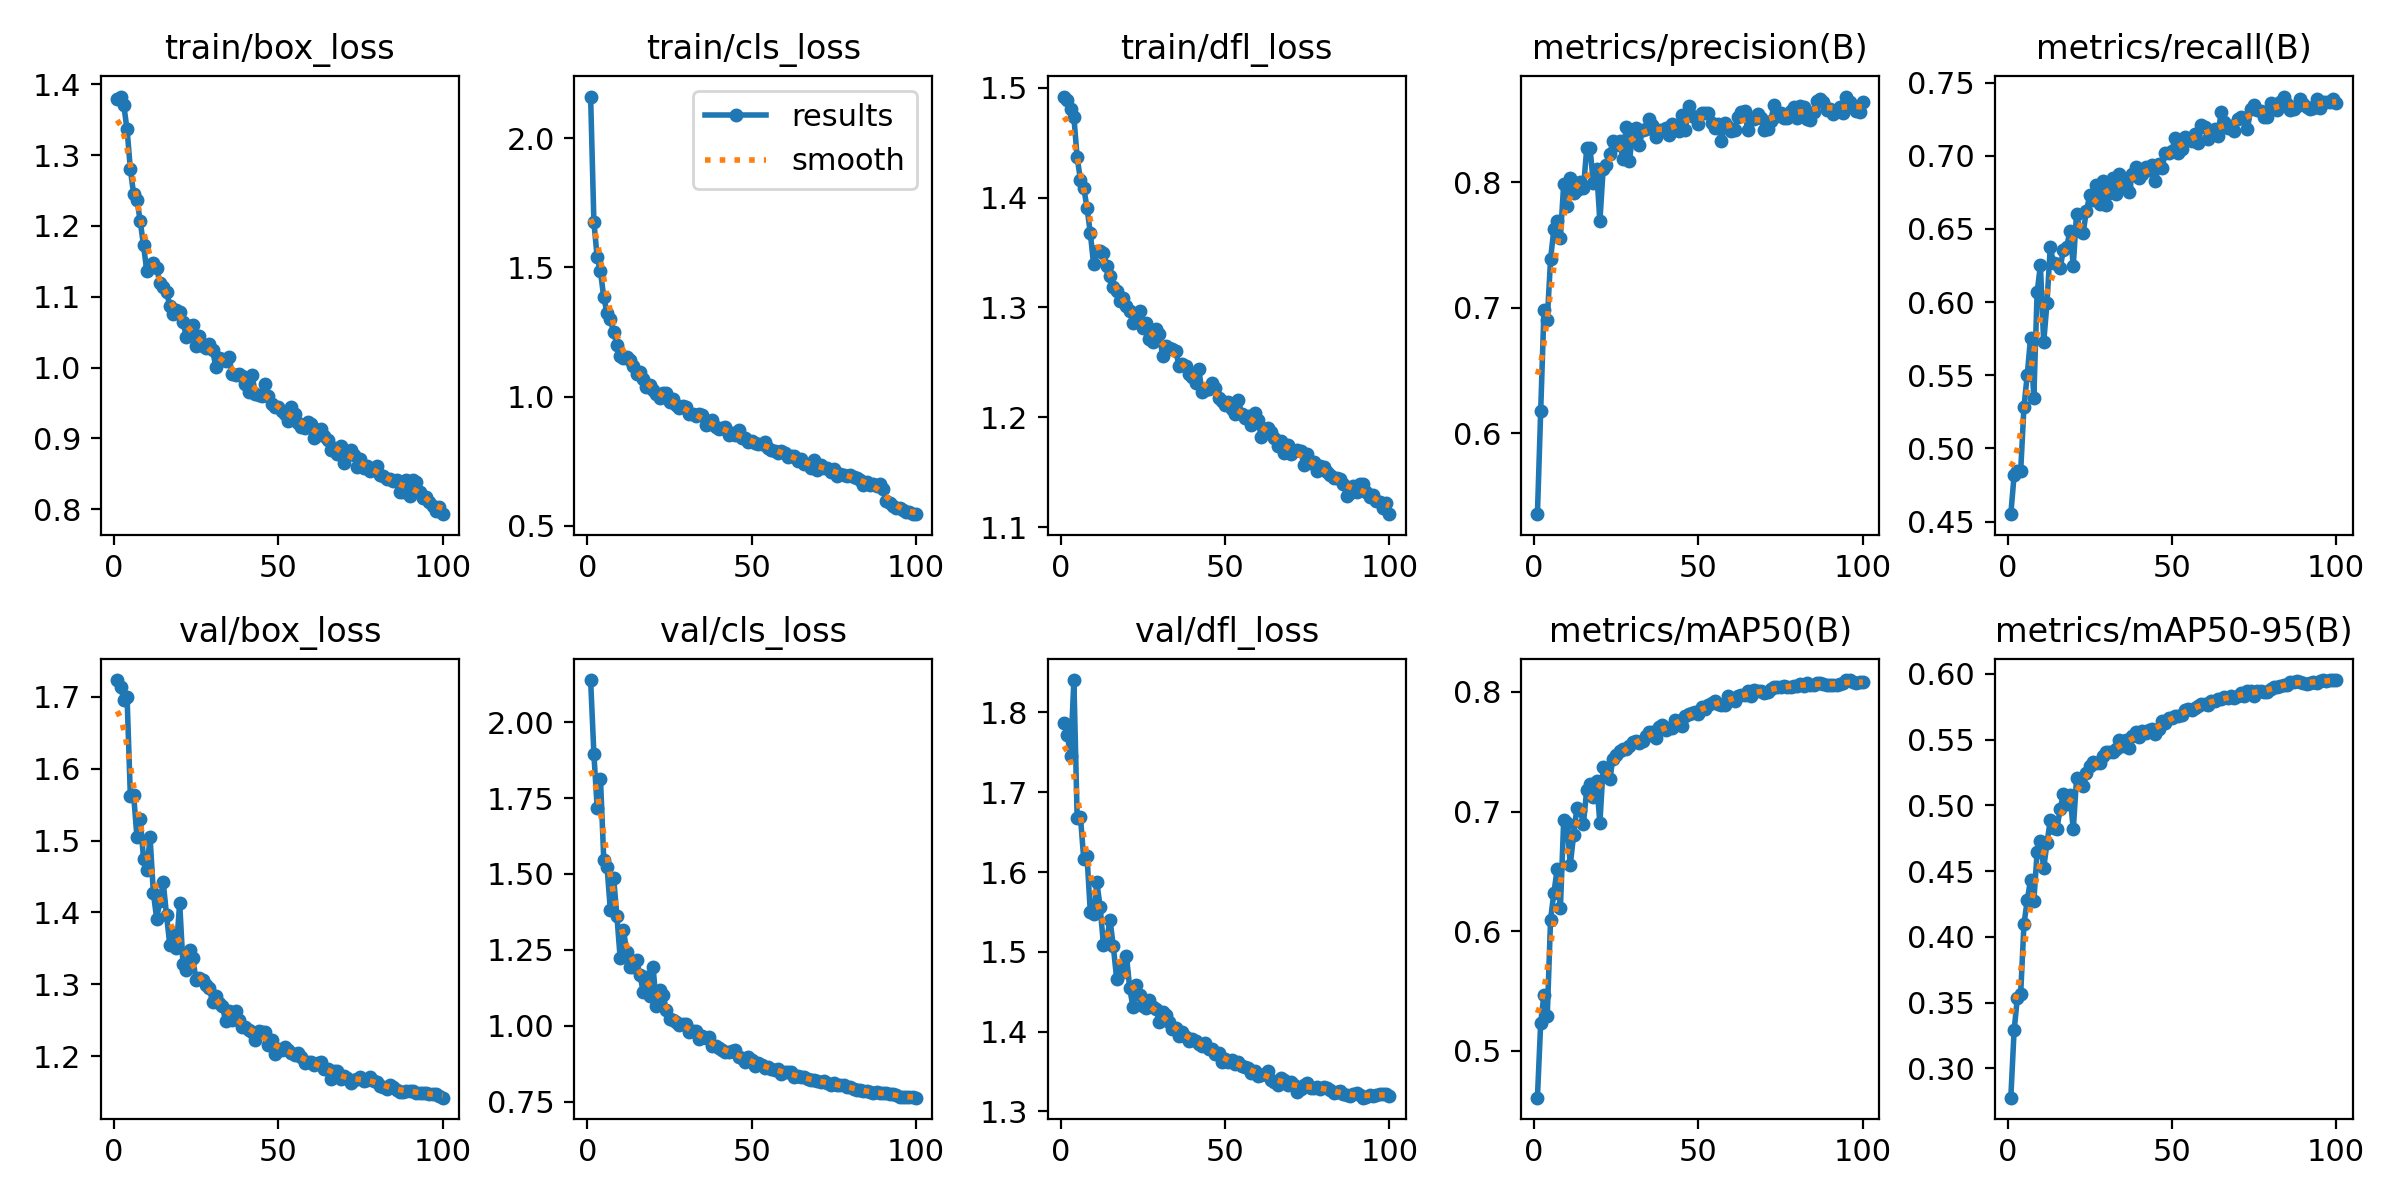 train/box_loss
1.4
1.3
1.2
1.1
1.0
0.9
0.8
0 50 100
train/cls_loss
results
smooth
2.0
1.5
1.0
0.5
0 50 100
train/dfl_loss
1.5
1.4
1.3
1.2
1.1
0 50 100
metrics/precision(B)
0.8
0.7
0.6
0 50 100
metrics/recall(B)
0.75
0.70
0.65
0.60
0.55
0.50
0.45
0 50 100
val/box_loss
1.7
1.6
1.5
1.4
1.3
1.2
0 50 100
val/cls_loss
2.00
1.75
1.50
1.25
1.00
0.75
0 50 100
val/dfl_loss
1.8
1.7
1.6
1.5
1.4
1.3
0 50 100
metrics/mAP50(B)
0.8
0.7
0.6
0.5
0 50 100
metrics/mAP50-95(B)
0.60
0.55
0.50
0.45
0.40
0.35
0.30
0 50 100